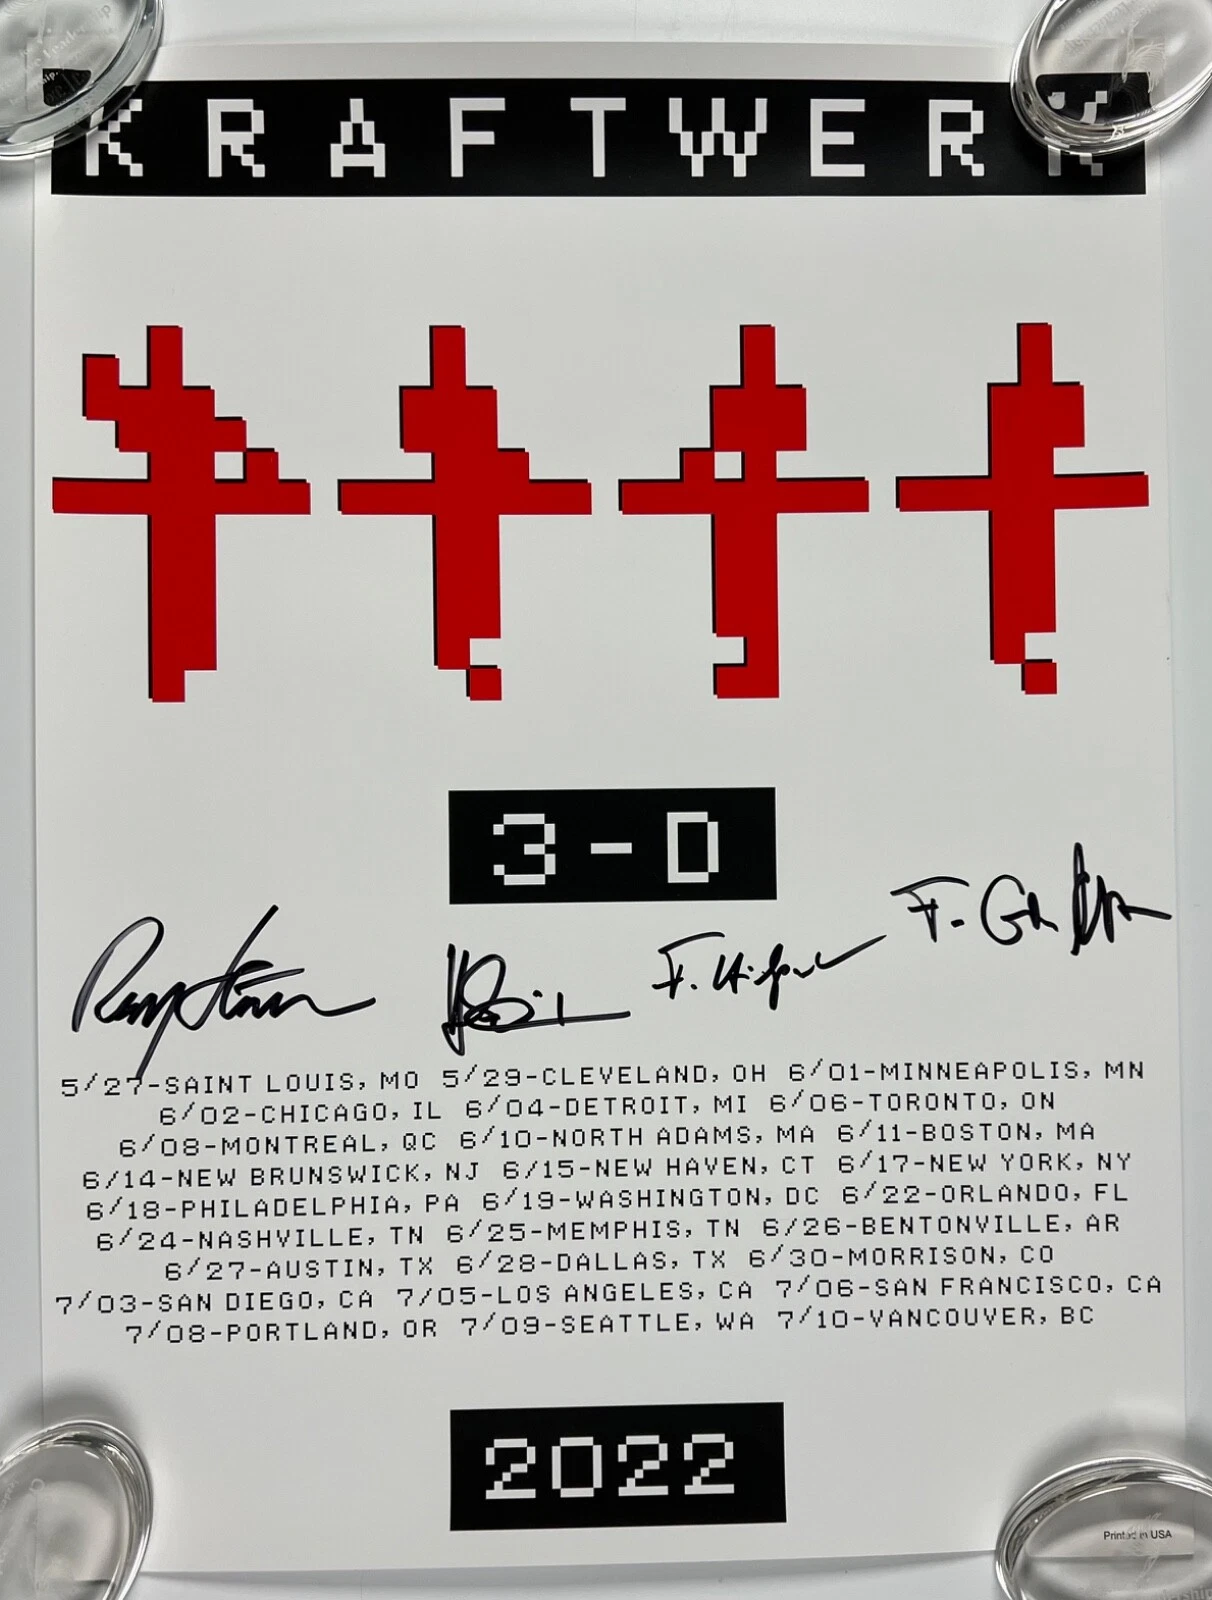 KRAFTWERK
3-D
F. Hilfrich
5/27-SAINT LOUIS, MO 5/29-CLEVELAND, OH 6/01-MINNEAPOLIS, MN
6/02-CHICAGO, IL 6/04-DETROIT, MI 6/06-TORONTO, ON
6/08-MONTREAL, QC 6/10-NORTH ADAMS, MA 6/11-BOSTON, MA
6/14-NEW BRUNSWICK, NJ 6/15-NEW HAVEN, CT 6/17-NEW YORK, NY
6/18-PHILADELPHIA, PA 6/19-WASHINGTON, DC 6/22-ORLANDO, FL
6/24-NASHVILLE, TN 6/25-MEMPHIS, TN 6/26-BENTONVILLE, AR
6/27-AUSTIN, TX 6/28-DALLAS, TX 6/30-MORRISON, CO
7/03-SAN DIEGO, CA 7/05-LOS ANGELES, CA 7/06-SAN FRANCISCO, CA
7/08-PORTLAND, OR 7/09-SEATTLE, WA 7/10-VANCOUVER, BC
2022
Printed in USA